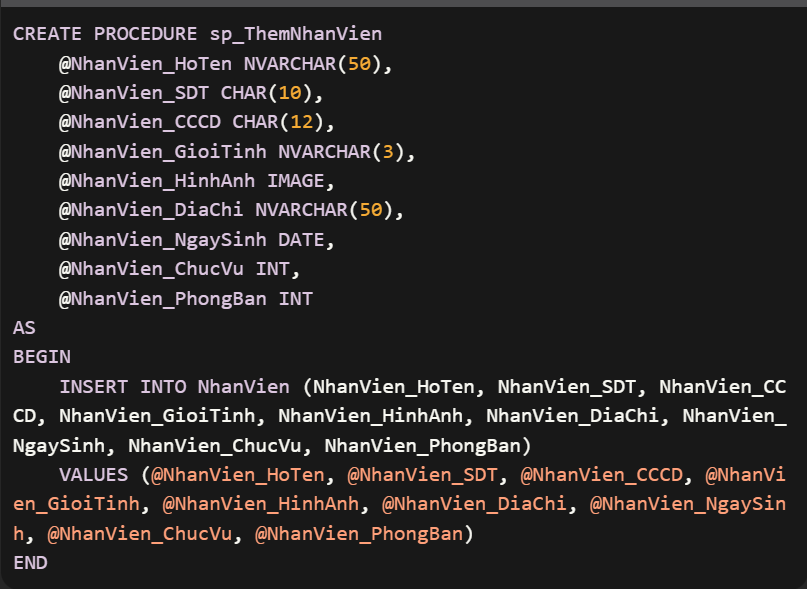 CREATE PROCEDURE sp_ThemNhanVien
    @NhanVien_HoTen NVARCHAR(50),
    @NhanVien_SDT CHAR(10),
    @NhanVien_CCCD CHAR(12),
    @NhanVien_GioiTinh NVARCHAR(3),
    @NhanVien_HinhAnh IMAGE,
    @NhanVien_DiaChi NVARCHAR(50),
    @NhanVien_NgaySinh DATE,
    @NhanVien_ChucVu INT,
    @NhanVien_PhongBan INT
AS
BEGIN
    INSERT INTO NhanVien (NhanVien_HoTen, NhanVien_SDT, NhanVien_CC
CD, NhanVien_GioiTinh, NhanVien_HinhAnh, NhanVien_DiaChi, NhanVien_
NgaySinh, NhanVien_ChucVu, NhanVien_PhongBan)
    VALUES (@NhanVien_HoTen, @NhanVien_SDT, @NhanVien_CCCD, @NhanVi
en_GioiTinh, @NhanVien_HinhAnh, @NhanVien_DiaChi, @NhanVien_NgaySin
h, @NhanVien_ChucVu, @NhanVien_PhongBan)
END